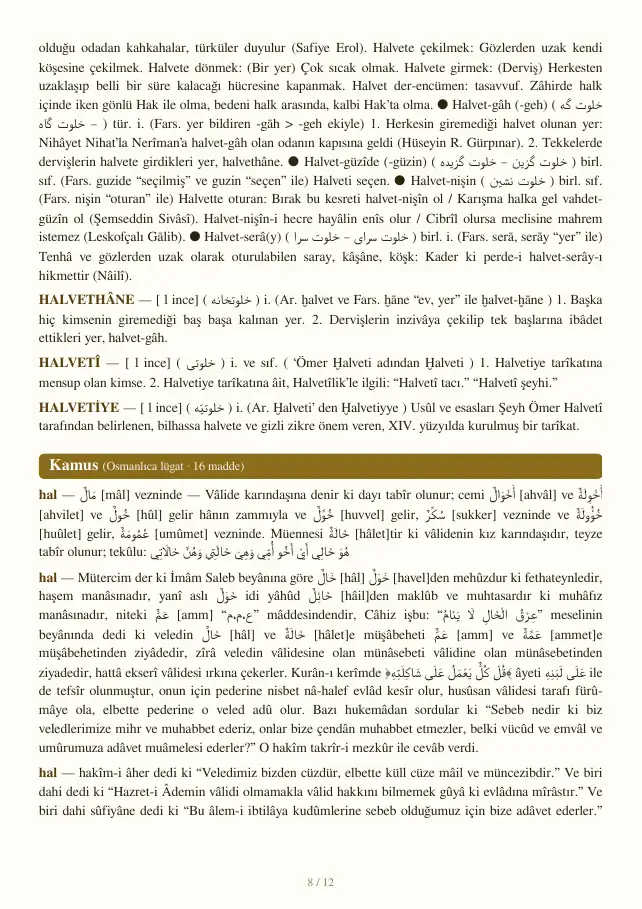 olduğu odadan kahkahalar, türküler duyulur (Safiye Erol). Halvete çekilmek: Gözlerden uzak kendi
köşesine çekilmek. Halvete dönmek: (Bir yer) Çok sıcak olmak. Halvete girmek: (Derviş) Herkesten
uzaklaşıp belli bir süre kalacağı hücresine kapanmak. Halvet der-encümen: tasavvuf. Zâhirde halk
içinde iken gönlü Hak ile olma, bedeni halk arasında, kalbi Hak’ta olma. ● Halvet-gâh (-geh) ( خلوت گه
– خلوت گاه ) tür. i. (Fars. yer bildiren -gāh > -geh ekiyle) 1. Herkesin giremediği halvet olunan yer:
Nihâyet Nihat’la Nerîman’a halvet-gâh olan odanın kapısına geldi (Hüseyin R. Gürpınar). 2. Tekkelerde
dervişlerin halvete girdikleri yer, halvethâne. ● Halvet-güzîde (-güzin) ( خلوت گزین – خلوت گزیده ) birl.
sıf. (Fars. guzide “seçilmiş” ve guzin “seçen” ile) Halveti seçen. ● Halvet-nişin ( خلوت نشین ) birl. sıf.
(Fars. nişin “oturan” ile) Halvette oturan: Bırak bu kesreti halvet-nişîn ol / Karışma halka gel vahdet-
güzîn ol (Şemseddin Sivâsî). Halvet-nişîn-i hecre hayâlin enîs olur / Cibrîl olursa meclisine mahrem
istemez (Leskofçalı Gālib). ● Halvet-serâ(y) ( خلوت سرای – خلوت سرا ) birl. i. (Fars. serā, serāy “yer” ile)
Tenhâ ve gözlerden uzak olarak oturulabilen saray, kâşâne, köşk: Kader ki perde-i halvet-serây-ı
hikmettir (Nâilî).
HALVETHÂNE — [ l ince] ( خلوتخانه ) i. (Ar. ḫalvet ve Fars. ḫāne “ev, yer” ile ḫalvet-ḫāne ) 1. Başka
hiç kimsenin giremediği baş başa kalınan yer. 2. Dervişlerin inzivâya çekilip tek başlarına ibâdet
ettikleri yer, halvet-gâh.
HALVETÎ — [ l ince] ( خلوتی ) i. ve sıf. ( ‘Ömer Ḫalveti adından Ḫalveti ) 1. Halvetiye tarîkatına
mensup olan kimse. 2. Halvetiye tarîkatına âit, Halvetîlik’le ilgili: “Halvetî tacı.” “Halvetî şeyhi.”
HALVETİYE — [ l ince] ( خلوتیّه ) i. (Ar. Ḫalveti’ den Ḫalvetiyye ) Usûl ve esasları Şeyh Ömer Halvetî
tarafından belirlenen, bilhassa halvete ve gizli zikre önem veren, XIV. yüzyılda kurulmuş bir tarîkat.
Kamus (Osmanlıca lügat · 16 madde)
hal — مَالٌ [mâl] vezninde — Vâlide karındaşına denir ki dayı tabîr olunur; cemi أَخْوَالٌ [ahvâl] ve أَخْوِلَةٌ
[ahvilet] ve خُولٌ [hûl] gelir hânın zammıyla ve خُوَّلٌ [huvvel] gelir, سُكَّرٌ [sukker] vezninde ve خُؤُولَةٌ
[huûlet] gelir, عُمُومَةٌ [umûmet] vezninde. Müennesi خَالَةٌ [hâlet]tir ki vâlidenin kız karındaşıdır, teyze
tabîr olunur; tekûlu: هُوَ خَالِي أَيْ أَخُو أُمِّي وَهِيَ خَالَتِي وَهُنَّ خَالَاتِي
hal — Mütercim der ki İmâm Saleb beyânına göre خَالٌ [hâl] خَوَلٌ [havel]den mehûzdur ki fethateynledir,
haşem manâsınadır, yanî aslı خَوَلٌ idi yâhûd خَائِلٌ [hâil]den maklûb ve muhtasardır ki muhâfız
manâsınadır, niteki عَمٌّ [amm] “ع،م،م” mâddesindendir, Câhiz işbu: “عِرْقُ الْخَالِ لَا يَنَامُ” meselinin
beyânında dedi ki veledin خَالٌ [hâl] ve خَالَةٌ [hâlet]e müşâbeheti عَمٌّ [amm] ve عَمَّةٌ [ammet]e
müşâbehetinden ziyâdedir, zîrâ veledin vâlidesine olan münâsebeti vâlidine olan münâsebetinden
ziyadedir, hattâ ekserî vâlidesi ırkına çekerler. Kurân-ı kerîmde ﴿قُلْ كُلٌّ يَعْمَلُ عَلَى شَاكِلَتِهِ﴾ âyeti عَلَى لَبَنِهِ ile
de tefsîr olunmuştur, onun için pederine nisbet nâ-halef evlâd kesîr olur, husûsan vâlidesi tarafı fürû-
mâye ola, elbette pederine o veled adû olur. Bazı hukemâdan sordular ki “Sebeb nedir ki biz
veledlerimize mihr ve muhabbet ederiz, onlar bize çendân muhabbet etmezler, belki vücûd ve emvâl ve
umûrumuza adâvet muâmelesi ederler?” O hakîm takrîr-i mezkûr ile cevâb verdi.
hal — hakîm-i âher dedi ki “Veledimiz bizden cüzdür, elbette küll cüze mâil ve müncezibdir.” Ve biri
dahi dedi ki “Hazret-i Âdemin vâlidi olmamakla vâlid hakkını bilmemek gûyâ ki evlâdına mîrâstır.” Ve
biri dahi sûfiyâne dedi ki “Bu âlem-i ibtilâya kudûmlerine sebeb olduğumuz için bize adâvet ederler.”
8 / 12